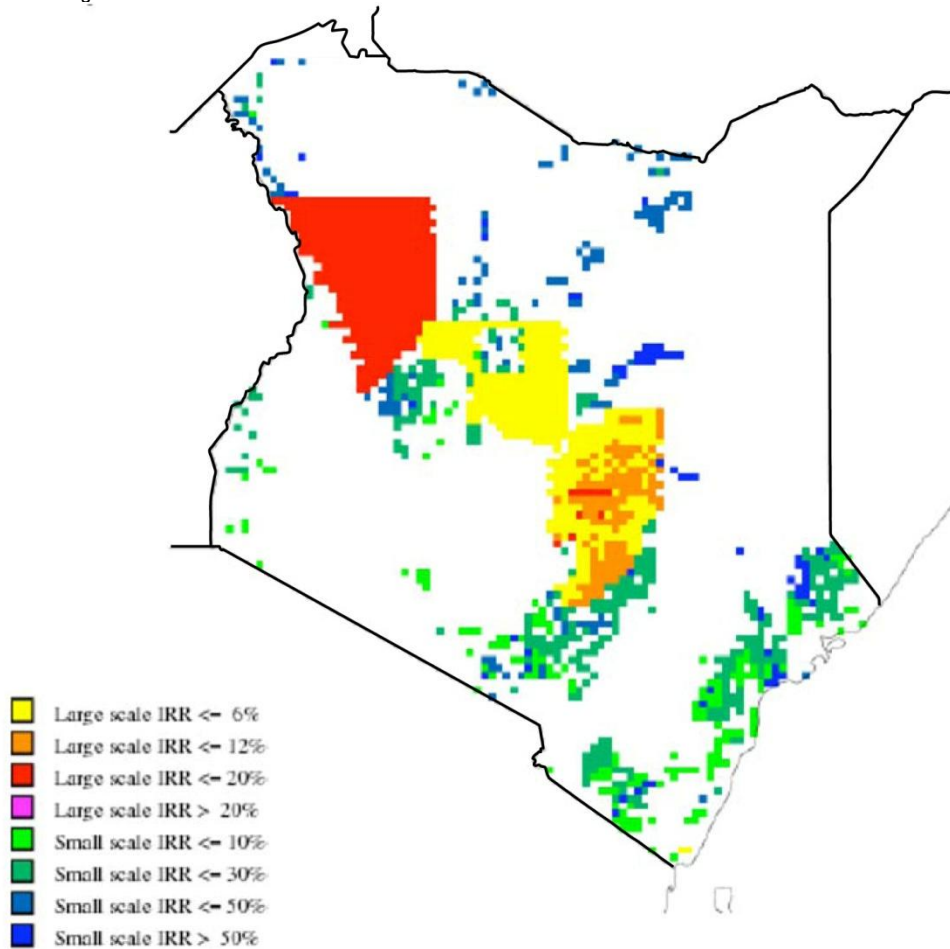 Large scale IRR <= 6%
Large scale IRR <= 12%
Large scale IRR <= 20%
Large scale IRR > 20%
Small scale IRR <= 10%
Small scale IRR <= 30%
Small scale IRR <= 50%
Small scale IRR > 50%